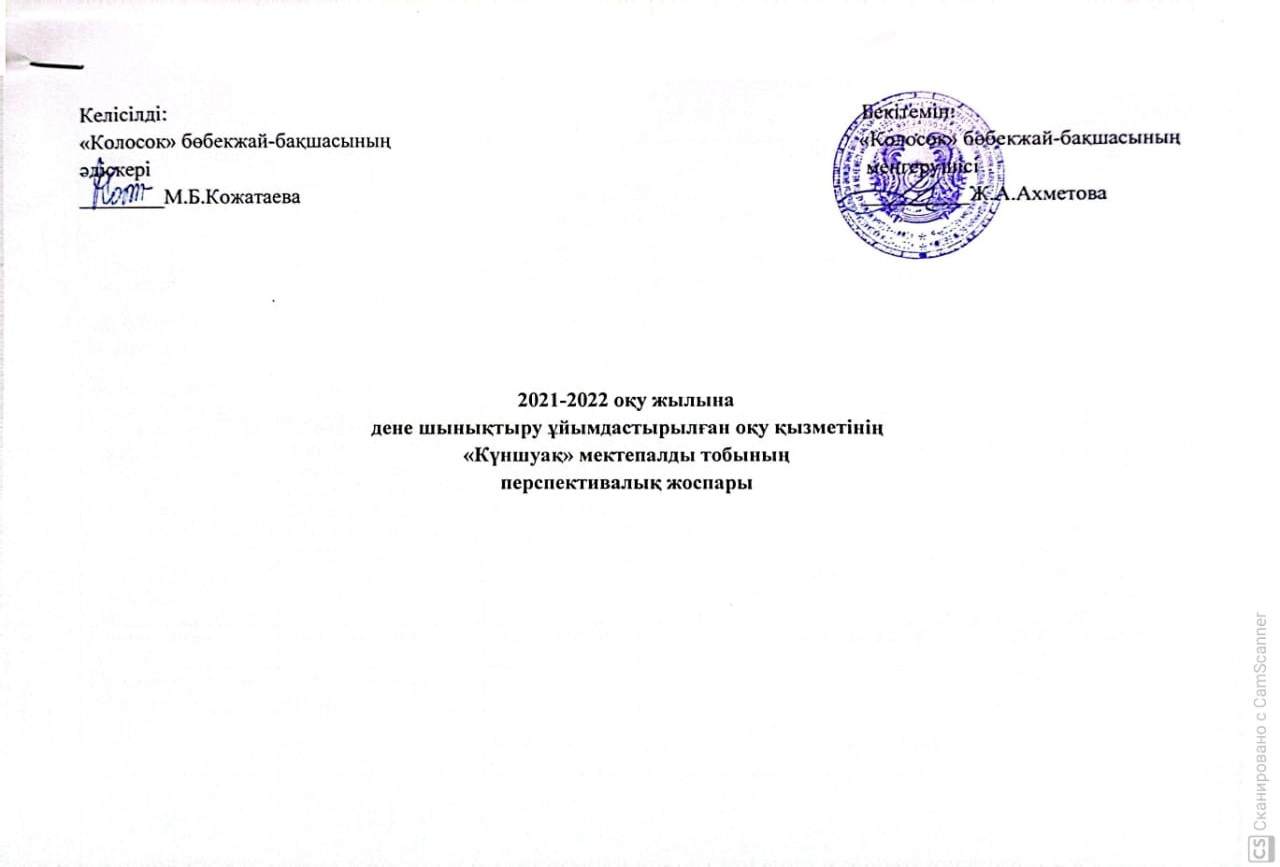 Келісілді:
«Колосок» бөбекжай-бақшасының
әдіскері
М.Б.Кожатаева
Бекітемін:
«Колосок» бөбекжай-бақшасының
меңгерушісі
Ж.А.Ахметова
2021-2022 оқу жылына
дене шынықтыру ұйымдастырылған оқу қызметінің
«Күншуақ» мектепалды тобының
перспективалық жоспары
CS Сканировано с CamScanner